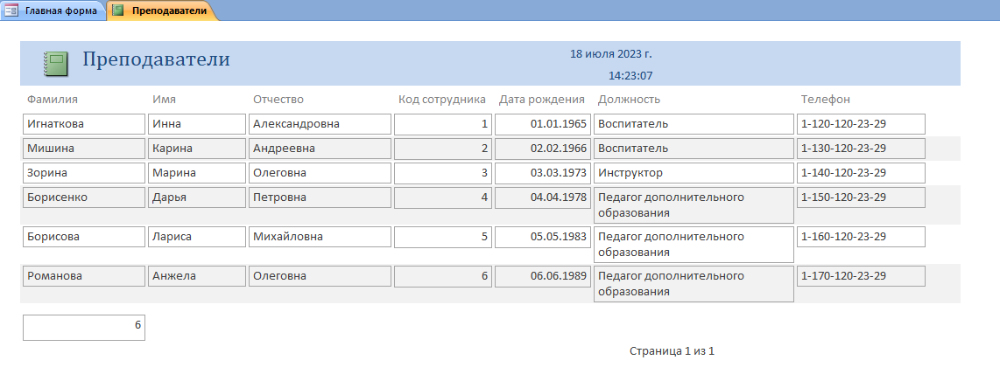 Главная форма Преподаватели
Преподаватели
18 июля 2023 г.
14:23:07
Фамилия Имя Отчество Код сотрудника Дата рождения Должность Телефон
Игнаткова Инна Александровна 1 01.01.1965 Воспитатель 1-120-120-23-29
Мишина Карина Андреевна 2 02.02.1966 Воспитатель 1-130-120-23-29
Зорина Марина Олеговна 3 03.03.1973 Инструктор 1-140-120-23-29
Борисенко Дарья Петровна 4 04.04.1978 Педагог дополнительного 1-150-120-23-29
образования
Борисова Лариса Михайловна 5 05.05.1983 Педагог дополнительного 1-160-120-23-29
образования
Романова Анжела Олеговна 6 06.06.1989 Педагог дополнительного 1-170-120-23-29
образования
6
Страница 1 из 1